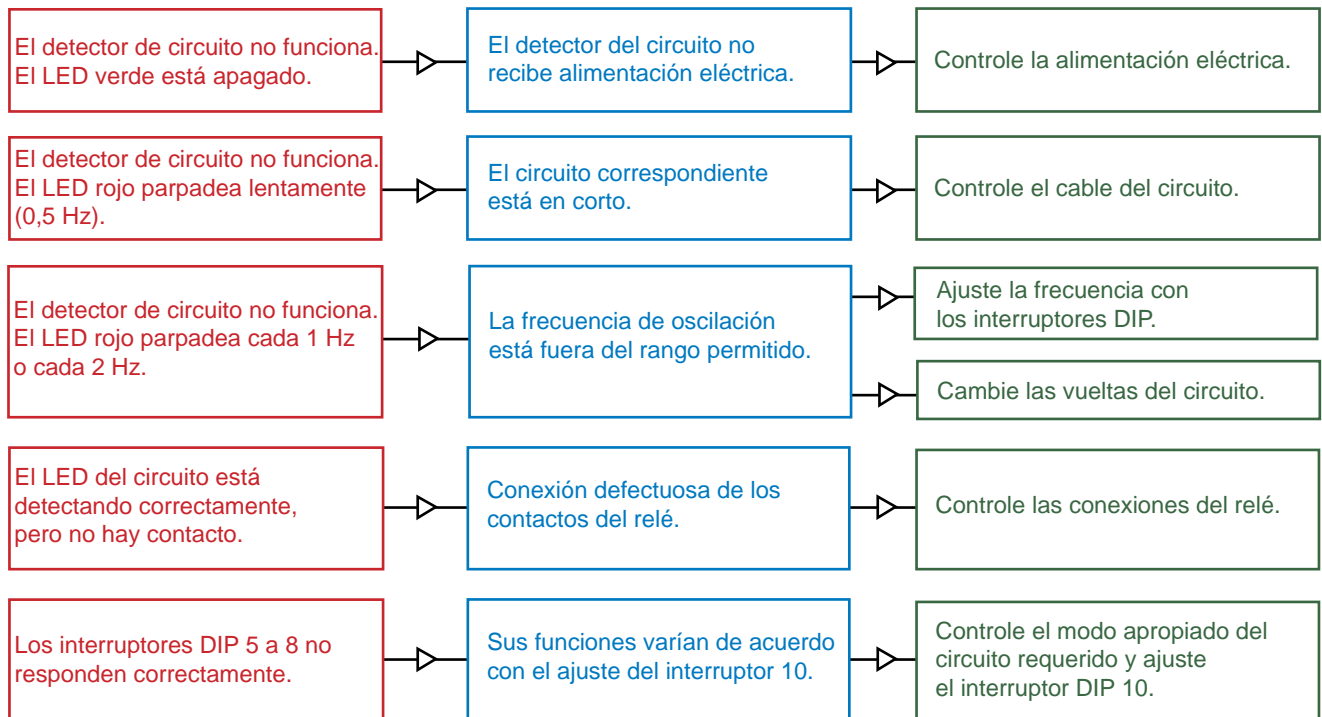 El detector de circuito no funciona.
El LED verde está apagado.
El detector del circuito no
recibe alimentación eléctrica.
Controle la alimentación eléctrica.
El detector de circuito no funciona.
El LED rojo parpadea lentamente
(0,5 Hz).
El circuito correspondiente
está en corto.
Controle el cable del circuito.
El detector de circuito no funciona.
El LED rojo parpadea cada 1 Hz
o cada 2 Hz.
La frecuencia de oscilación
está fuera del rango permitido.
Ajuste la frecuencia con
los interruptores DIP.
Cambie las vueltas del circuito.
El LED del circuito está
detectando correctamente,
pero no hay contacto.
Conexión defectuosa de los
contactos del relé.
Controle las conexiones del relé.
Los interruptores DIP 5 a 8 no
responden correctamente.
Sus funciones varían de acuerdo
con el ajuste del interruptor 10.
Controle el modo apropiado del
circuito requerido y ajuste
el interruptor DIP 10.